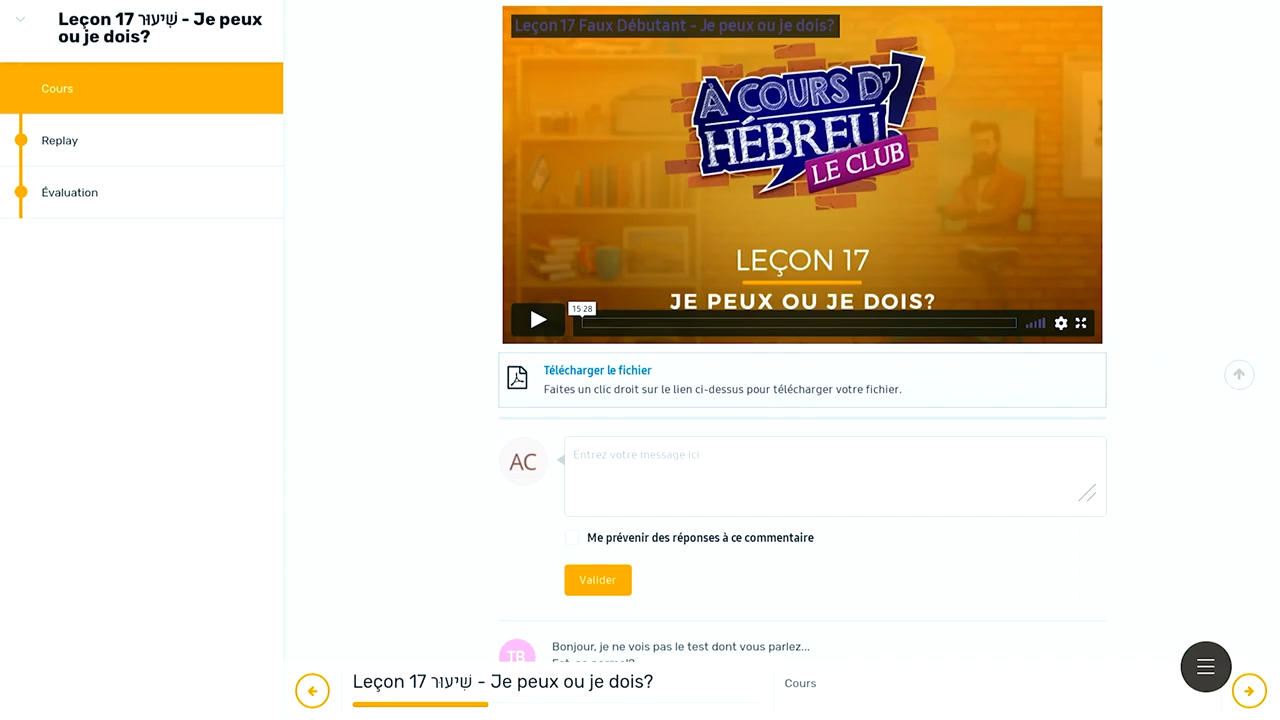 Leçon 17 שִׁיעוּר - Je peux
ou je dois?
Cours
Replay
Évaluation
Leçon 17 Faux Débutant - Je peux ou je dois?
À COURS D'
HÉBREU
LE CLUB
LEÇON 17
JE PEUX OU JE DOIS?
15:28
Télécharger le fichier
Faites un clic droit sur le lien ci-dessus pour télécharger votre fichier.
AC
Entrez votre message ici
Me prévenir des réponses à ce commentaire
Valider
TB
Bonjour, je ne vois pas le test dont vous parlez...
Est-ce normal?
Leçon 17 שִׁיעוּר - Je peux ou je dois?
Cours